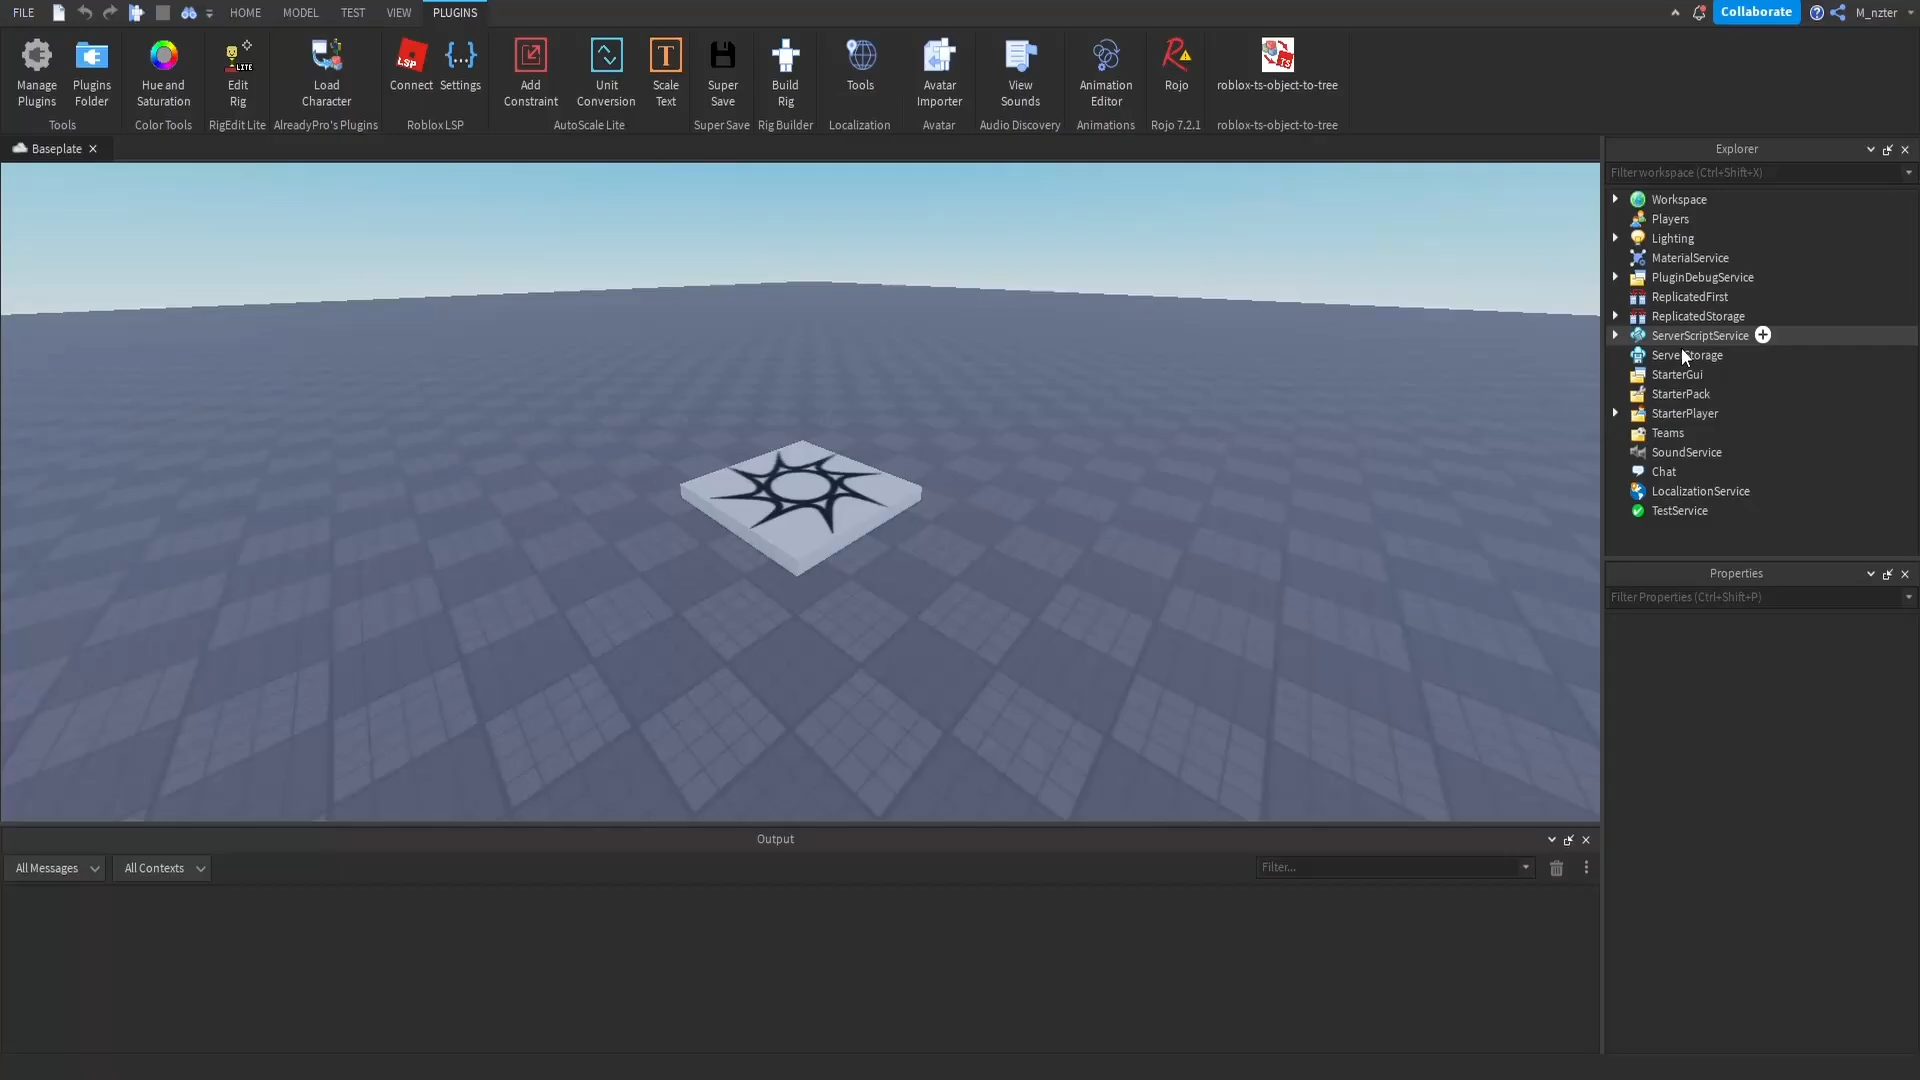 FILE HOME MODEL TEST VIEW PLUGINS Collaborate M_nzter
Manage Plugins
Plugins Folder
Tools
Hue and Saturation
Color Tools
LITE
Edit Rig
RigEdit Lite
Load Character
AlreadyPro's Plugins
LSP
Connect
Settings
Roblox LSP
Add Constraint
Unit Conversion
T
Scale Text
AutoScale Lite
Super Save
Super Save
Build Rig
Rig Builder
Tools
Localization
Avatar Importer
Avatar
View Sounds
Audio Discovery
Animation Editor
Animations
Rojo
Rojo 7.2.1
TS
roblox-ts-object-to-tree
roblox-ts-object-to-tree
Baseplate
Explorer
Filter workspace (Ctrl+Shift+X)
Workspace
Players
Lighting
MaterialService
PluginDebugService
ReplicatedFirst
ReplicatedStorage
ServerScriptService
ServerStorage
StarterGui
StarterPack
StarterPlayer
Teams
SoundService
Chat
LocalizationService
TestService
Properties
Filter Properties (Ctrl+Shift+P)
Output
All Messages All Contexts Filter...